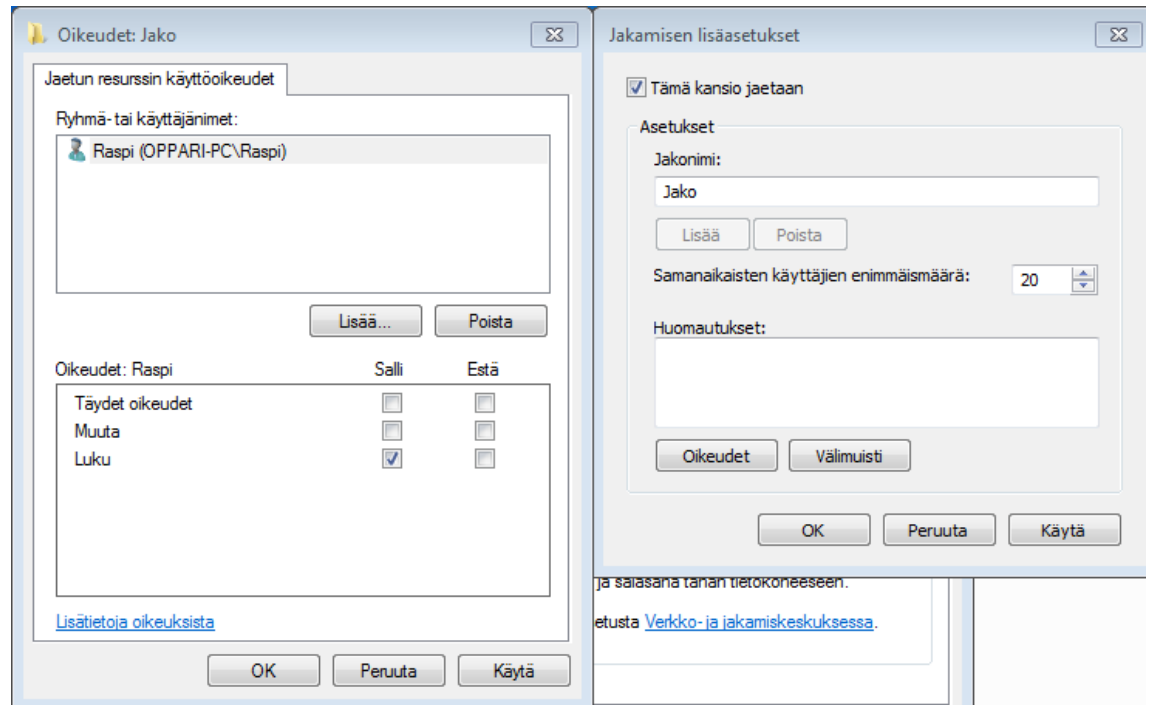 Oikeudet: Jako
Jaetun resurssin käyttöoikeudet
Ryhmä- tai käyttäjänimet:
Raspi (OPPARI-PC\Raspi)
Lisää... Poista
Oikeudet: Raspi Salli Estä
Täydet oikeudet
Muuta
Luku
Lisätietoja oikeuksista
OK Peruuta Käytä
Jakamisen lisäasetukset
Tämä kansio jaetaan
Asetukset
Jakonimi:
Jako
Lisää Poista
Samanaikaisten käyttäjien enimmäismäärä: 20
Huomautukset:
Oikeudet Välimuisti
OK Peruuta Käytä
ja salasana tähän tietokoneeseen.
etusta Verkko- ja jakamiskeskuksessa.